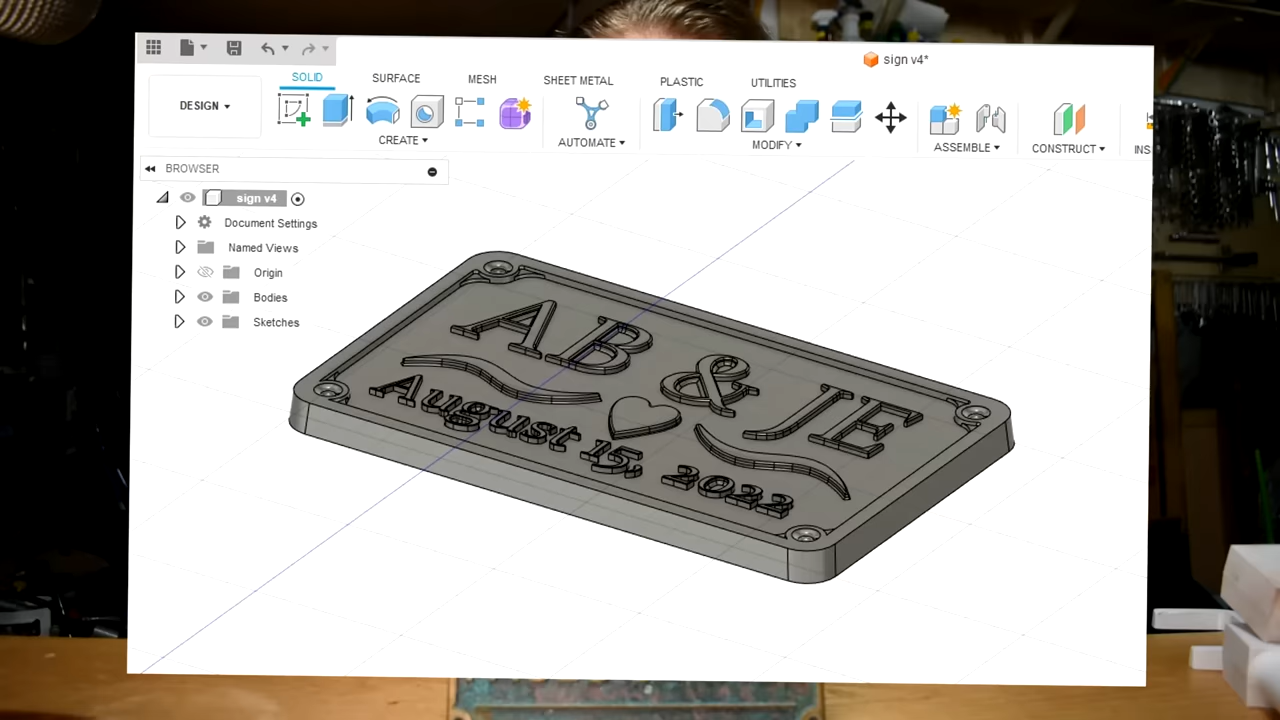 sign v4*
SOLID SURFACE MESH SHEET METAL PLASTIC UTILITIES
DESIGN
CREATE AUTOMATE MODIFY ASSEMBLE CONSTRUCT INS
BROWSER
sign v4
Document Settings
Named Views
Origin
Bodies
Sketches
AB & JE
August 15, 2022